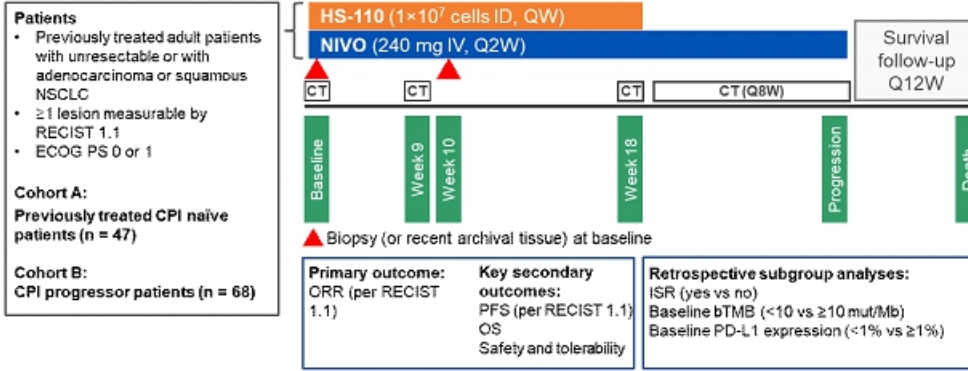 Patients
• Previously treated adult patients
with unresectable or with
adenocarcinoma or squamous
NSCLC
• ≥1 lesion measurable by
RECIST 1.1
• ECOG PS 0 or 1
Cohort A:
Previously treated CPI naïve
patients (n = 47)
Cohort B:
CPI progressor patients (n = 68)
HS-110 (1×10⁷ cells ID, QW)
NIVO (240 mg IV, Q2W)
Survival
follow-up
Q12W
CT
CT
CT
CT (Q8W)
Baseline
Week 9
Week 10
Week 18
Progression
Death
Biopsy (or recent archival tissue) at baseline
Primary outcome:
ORR (per RECIST
1.1)
Key secondary
outcomes:
PFS (per RECIST 1.1)
OS
Safety and tolerability
Retrospective subgroup analyses:
ISR (yes vs no)
Baseline bTMB (<10 vs ≥10 mut/Mb)
Baseline PD-L1 expression (<1% vs ≥1%)